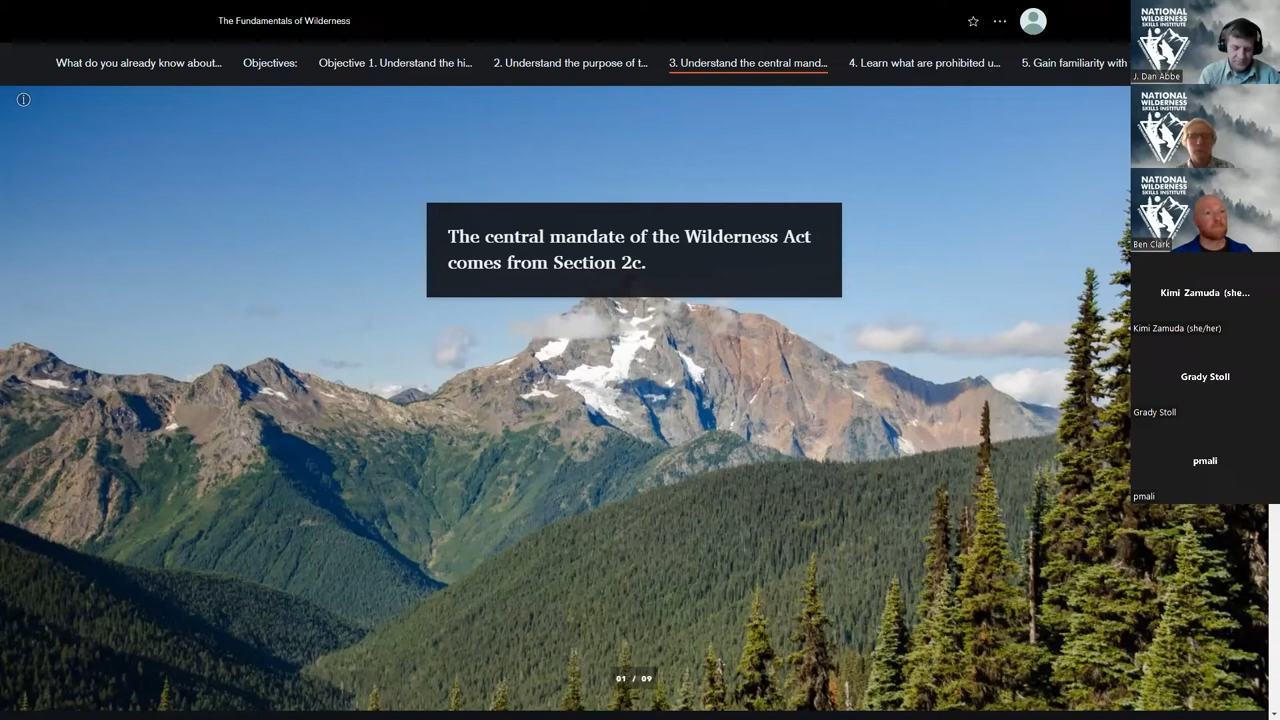 The Fundamentals of Wilderness
What do you already know about...
Objectives:
Objective 1. Understand the hi...
2. Understand the purpose of t...
3. Understand the central mand...
4. Learn what are prohibited u...
5. Gain familiarity with
The central mandate of the Wilderness Act
comes from Section 2c.
01 / 09
NATIONAL
WILDERNESS
SKILLS INSTITUTE
J. Dan Abbe
NATIONAL
WILDERNESS
SKILLS INSTITUTE
NATIONAL
WILDERNESS
SKILLS INSTITUTE
Ben Clark
Kimi Zamuda (she...
Kimi Zamuda (she/her)
Grady Stoll
Grady Stoll
pmali
pmali